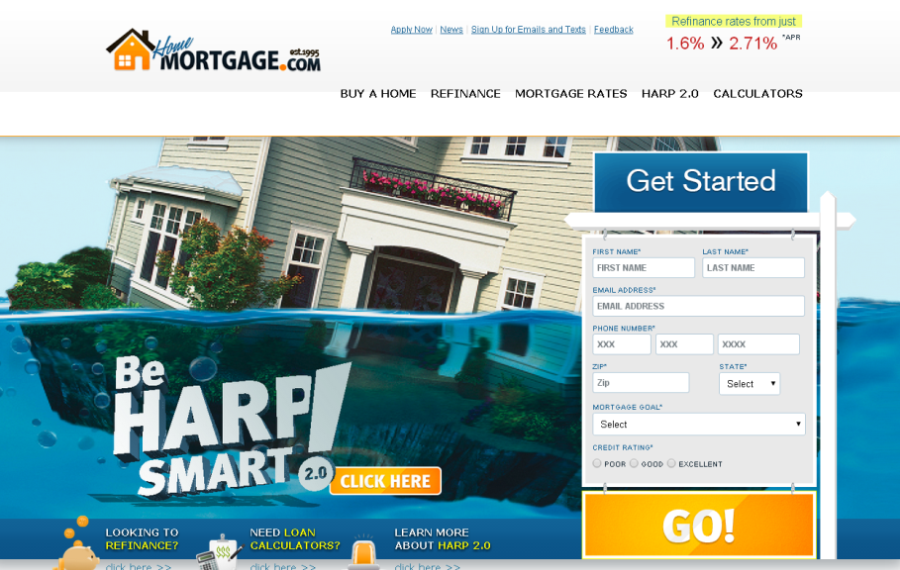 Home
MORTGAGE.COM
est.1995
Apply Now | News | Sign Up for Emails and Texts | Feedback
Refinance rates from just
1.6% » 2.71% *APR
BUY A HOME REFINANCE MORTGAGE RATES HARP 2.0 CALCULATORS
Get Started
FIRST NAME* LAST NAME*
FIRST NAME LAST NAME
EMAIL ADDRESS*
EMAIL ADDRESS
PHONE NUMBER*
XXX XXX XXXX
ZIP* STATE*
Zip Select
MORTGAGE GOAL*
Select
CREDIT RATING*
POOR GOOD EXCELLENT
GO!
Be
HARP!
SMART 2.0
CLICK HERE
LOOKING TO
REFINANCE?
click here >>
NEED LOAN
CALCULATORS?
click here >>
LEARN MORE
ABOUT HARP 2.0
click here >>